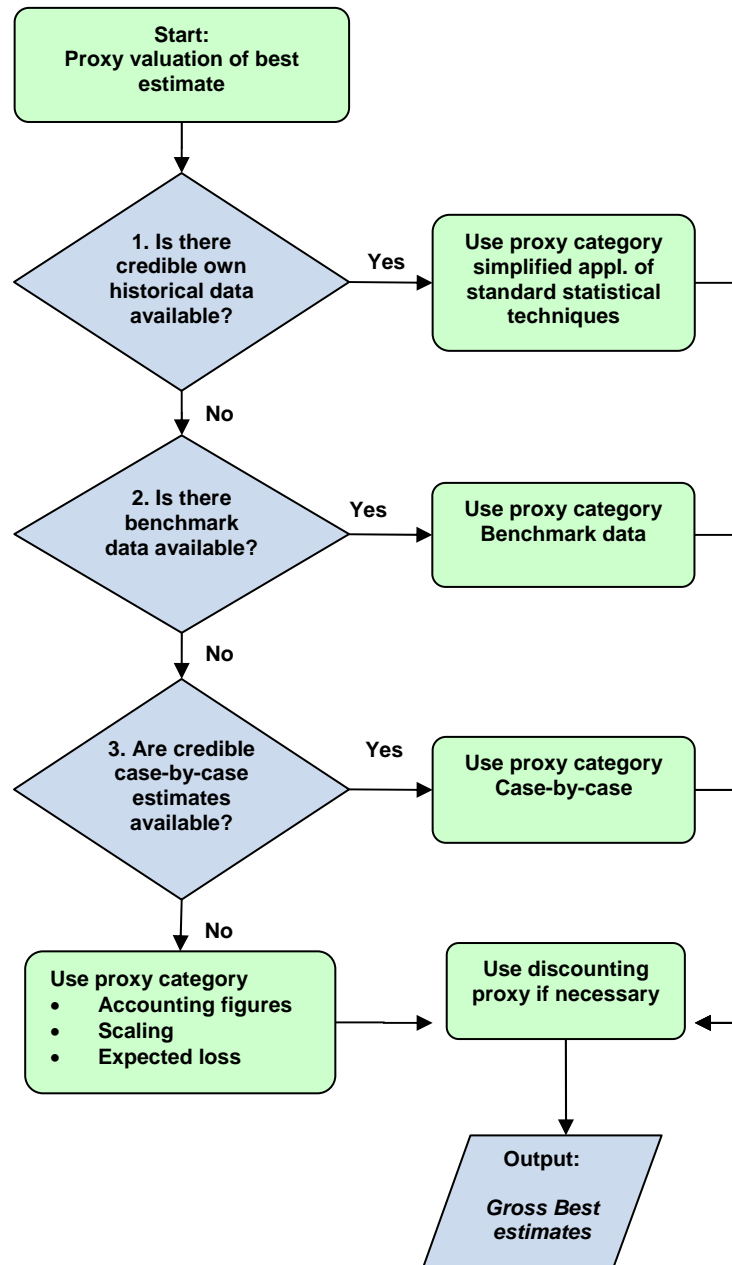 Start:
Proxy valuation of best
estimate
1. Is there
credible own
historical data
available?
Yes
Use proxy category
simplified appl. of
standard statistical
techniques
No
2. Is there
benchmark
data available?
Yes
Use proxy category
Benchmark data
No
3. Are credible
case-by-case
estimates
available?
Yes
Use proxy category
Case-by-case
No
Use proxy category
• Accounting figures
• Scaling
• Expected loss
Use discounting
proxy if necessary
Output:
Gross Best
estimates